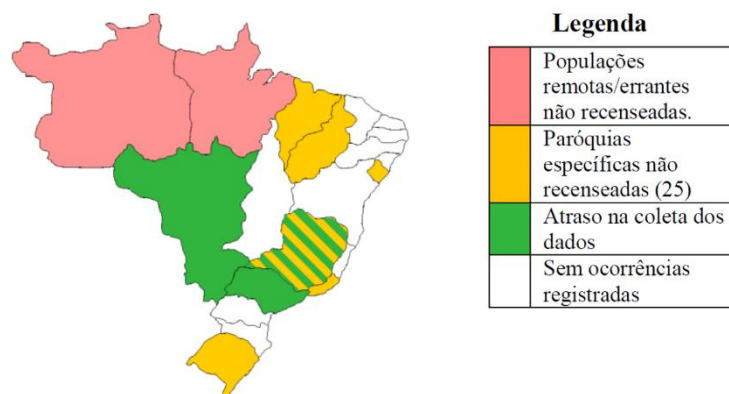 Legenda
Populações
remotas/errantes
não recenseadas.
Paróquias
específicas não
recenseadas (25)
Atraso na coleta dos
dados
Sem ocorrências
registradas